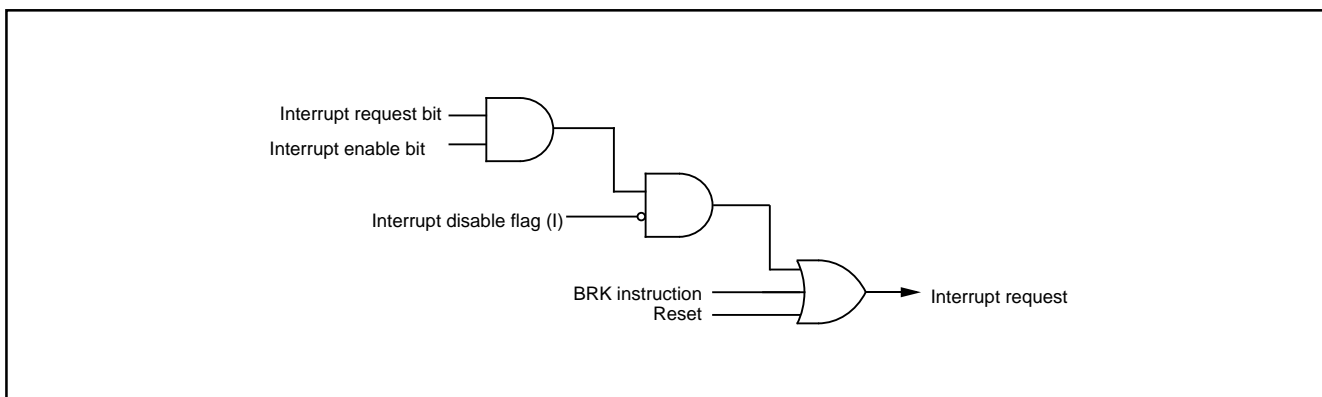 Interrupt request bit
Interrupt enable bit
Interrupt disable flag (I)
BRK instruction
Reset
Interrupt request